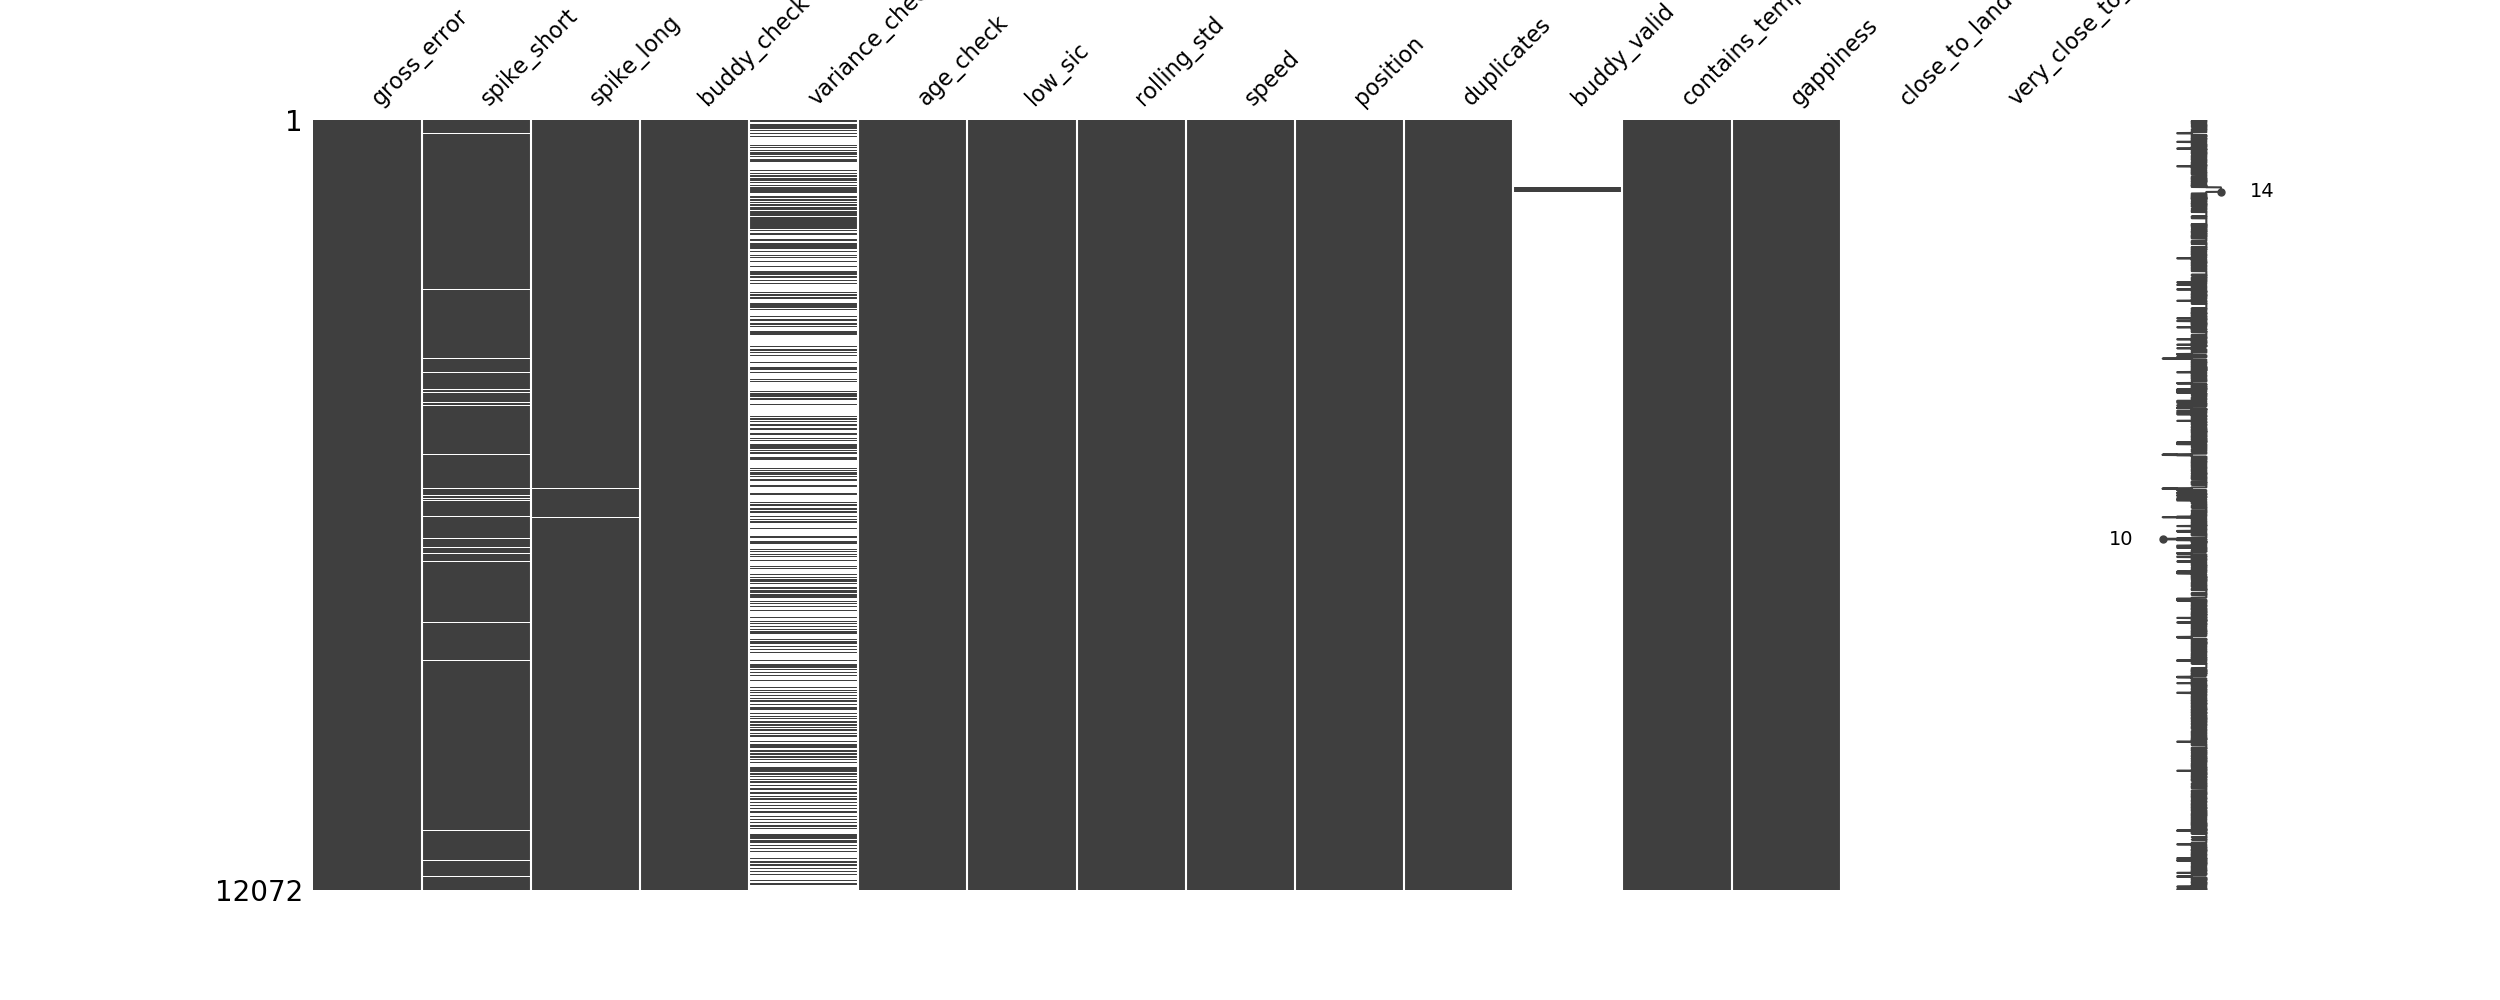 gross_error
spike_short
spike_long
buddy_check
variance_che
age_check
low_sic
rolling_std
speed
position
duplicates
buddy_valid
contains_temp
gappiness
close_to_land
very_close_to_
1
14
10
12072